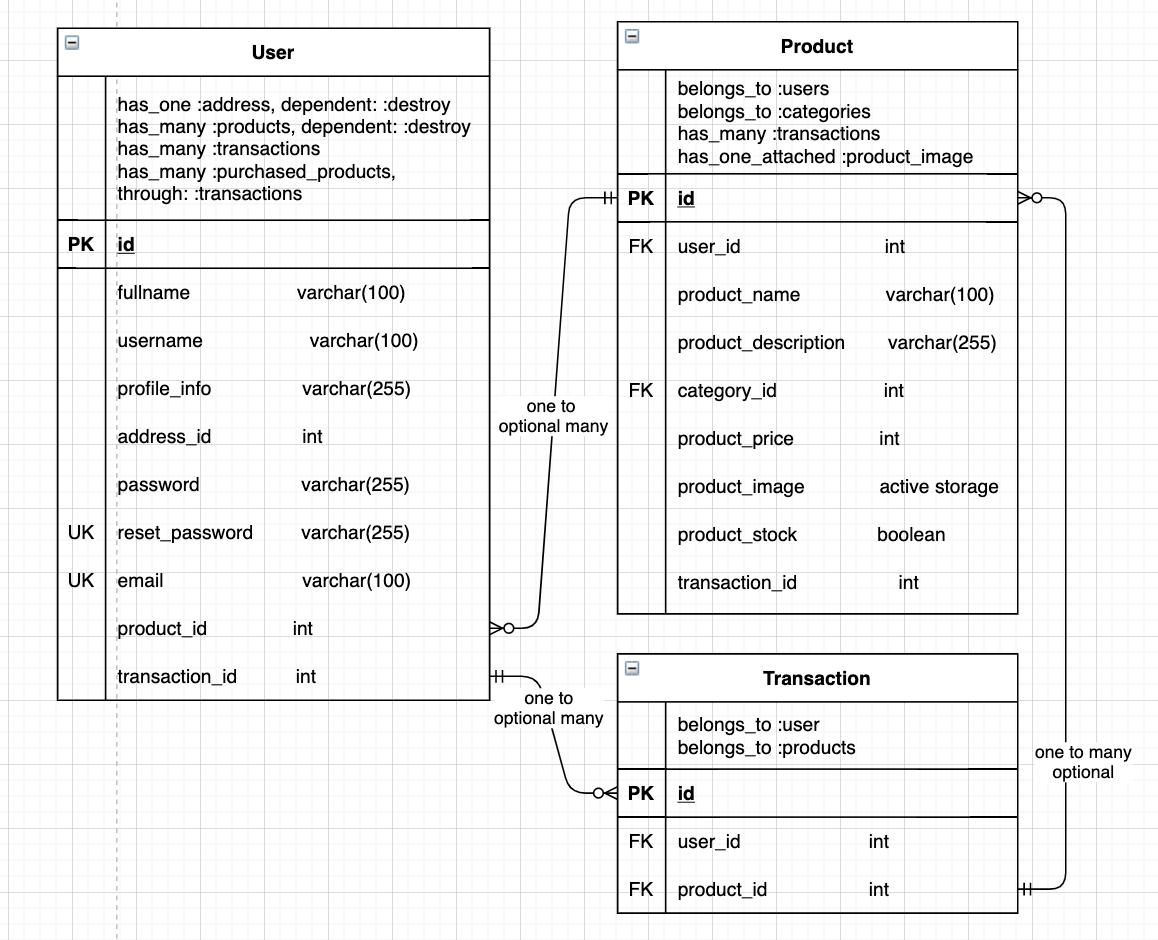 User
has_one :address, dependent: :destroy
has_many :products, dependent: :destroy
has_many :transactions
has_many :purchased_products,
through: :transactions
PK id
fullname varchar(100)
username varchar(100)
profile_info varchar(255)
address_id int
password varchar(255)
UK reset_password varchar(255)
UK email varchar(100)
product_id int
transaction_id int
one to
optional many
one to
optional many
Product
belongs_to :users
belongs_to :categories
has_many :transactions
has_one_attached :product_image
PK id
FK user_id int
product_name varchar(100)
product_description varchar(255)
FK category_id int
product_price int
product_image active storage
product_stock boolean
transaction_id int
Transaction
belongs_to :user
belongs_to :products
PK id
FK user_id int
FK product_id int
one to many
optional